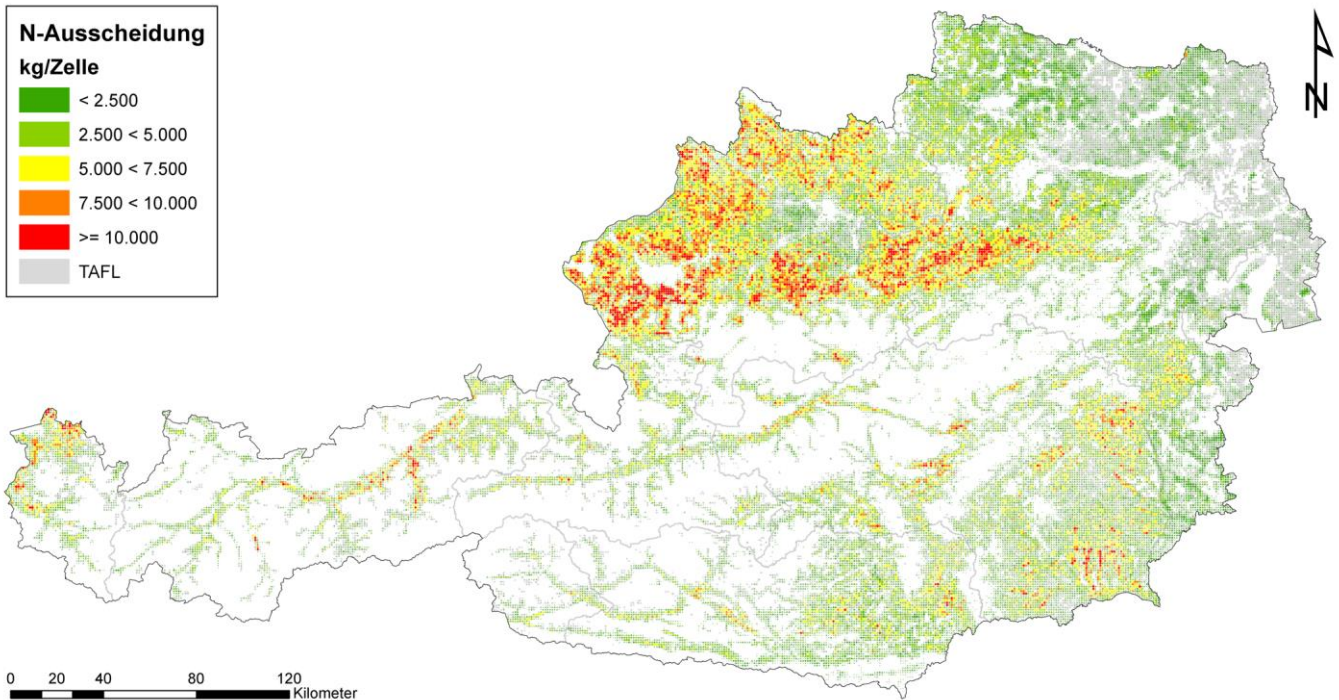 N-Ausscheidung
kg/Zelle
< 2.500
2.500 < 5.000
5.000 < 7.500
7.500 < 10.000
>= 10.000
TAFL
N
0 20 40 80 120
Kilometer